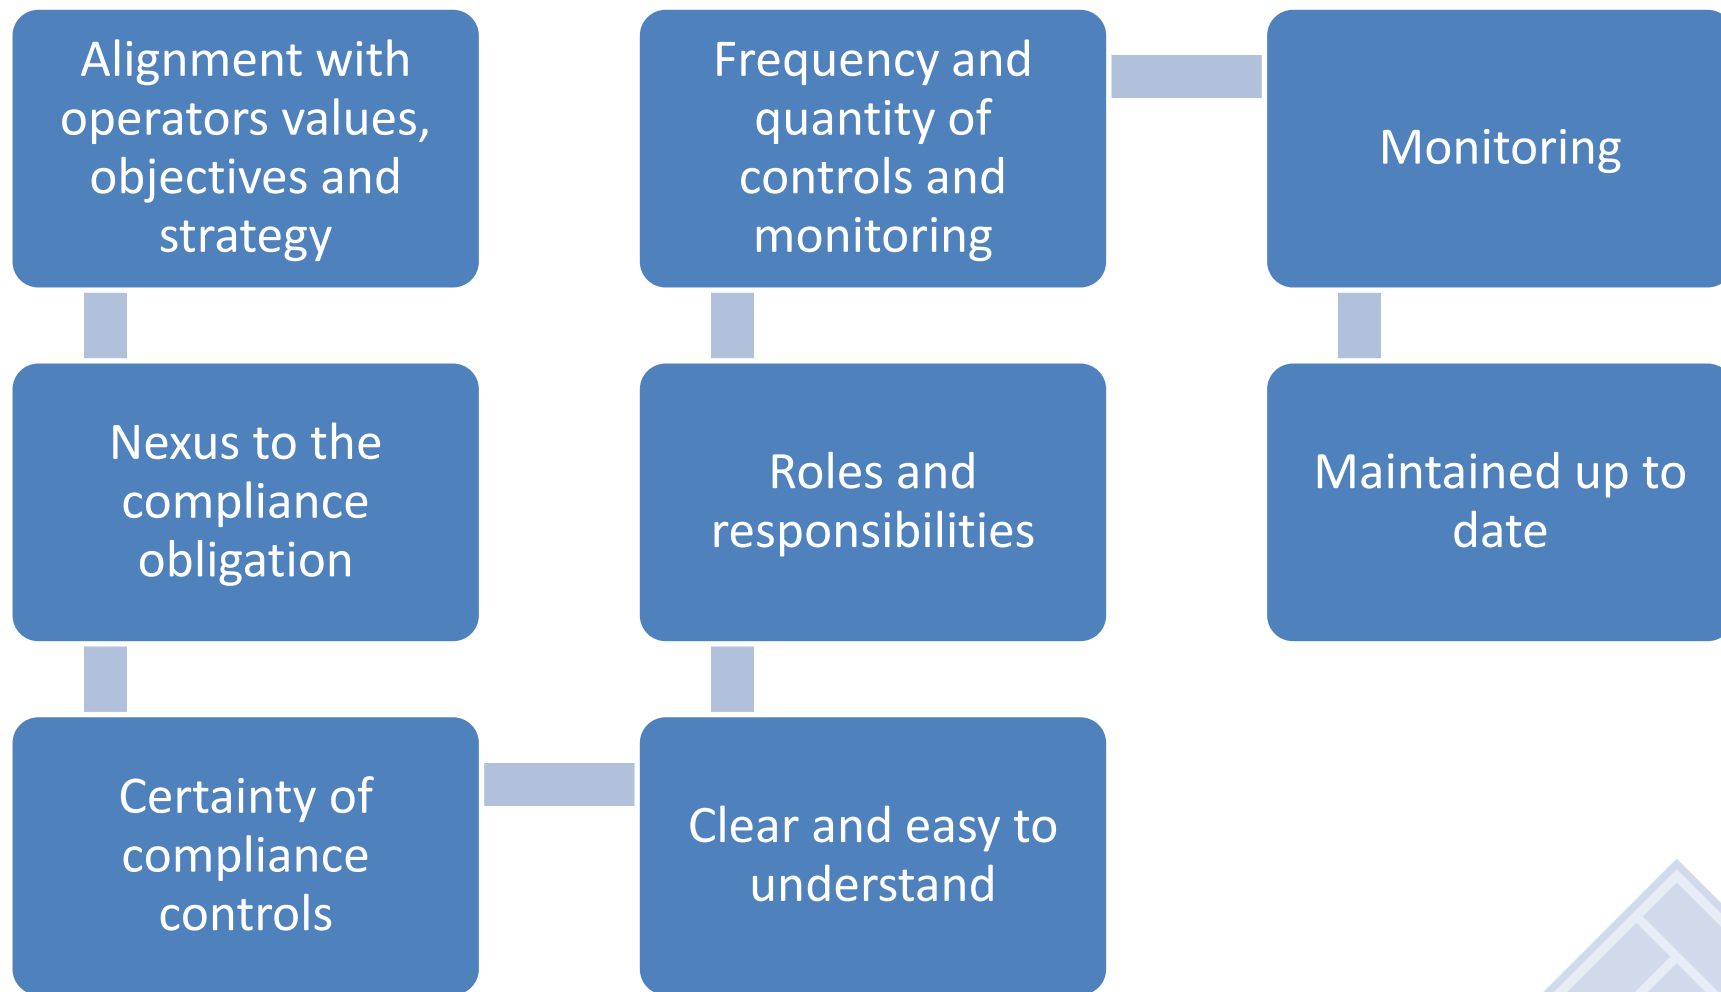 Alignment with
operators values,
objectives and
strategy
Nexus to the
compliance
obligation
Certainty of
compliance
controls
Clear and easy to
understand
Roles and
responsibilities
Frequency and
quantity of
controls and
monitoring
Monitoring
Maintained up to
date